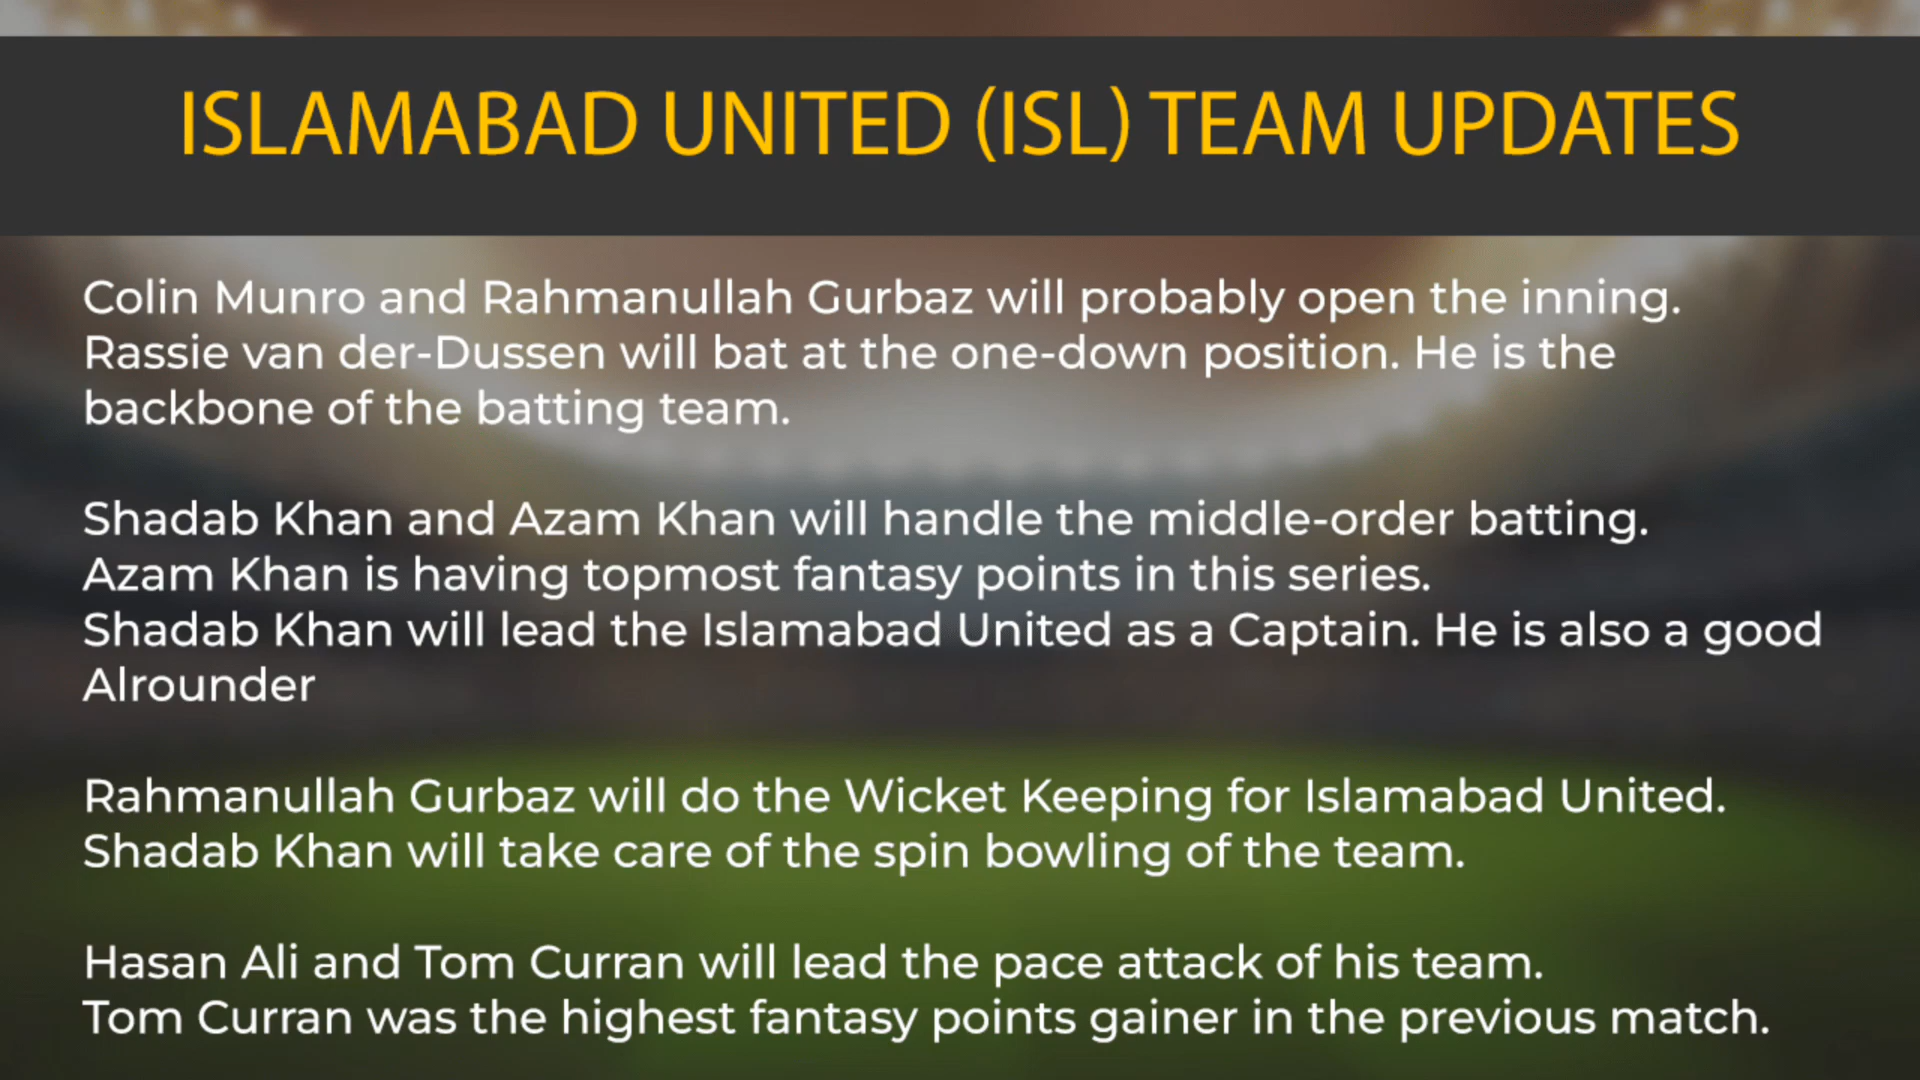 ISLAMABAD UNITED (ISL) TEAM UPDATES
Colin Munro and Rahmanullah Gurbaz will probably open the inning.
Rassie van der-Dussen will bat at the one-down position. He is the
backbone of the batting team.
Shadab Khan and Azam Khan will handle the middle-order batting.
Azam Khan is having topmost fantasy points in this series.
Shadab Khan will lead the Islamabad United as a Captain. He is also a good
Alrounder
Rahmanullah Gurbaz will do the Wicket Keeping for Islamabad United.
Shadab Khan will take care of the spin bowling of the team.
Hasan Ali and Tom Curran will lead the pace attack of his team.
Tom Curran was the highest fantasy points gainer in the previous match.